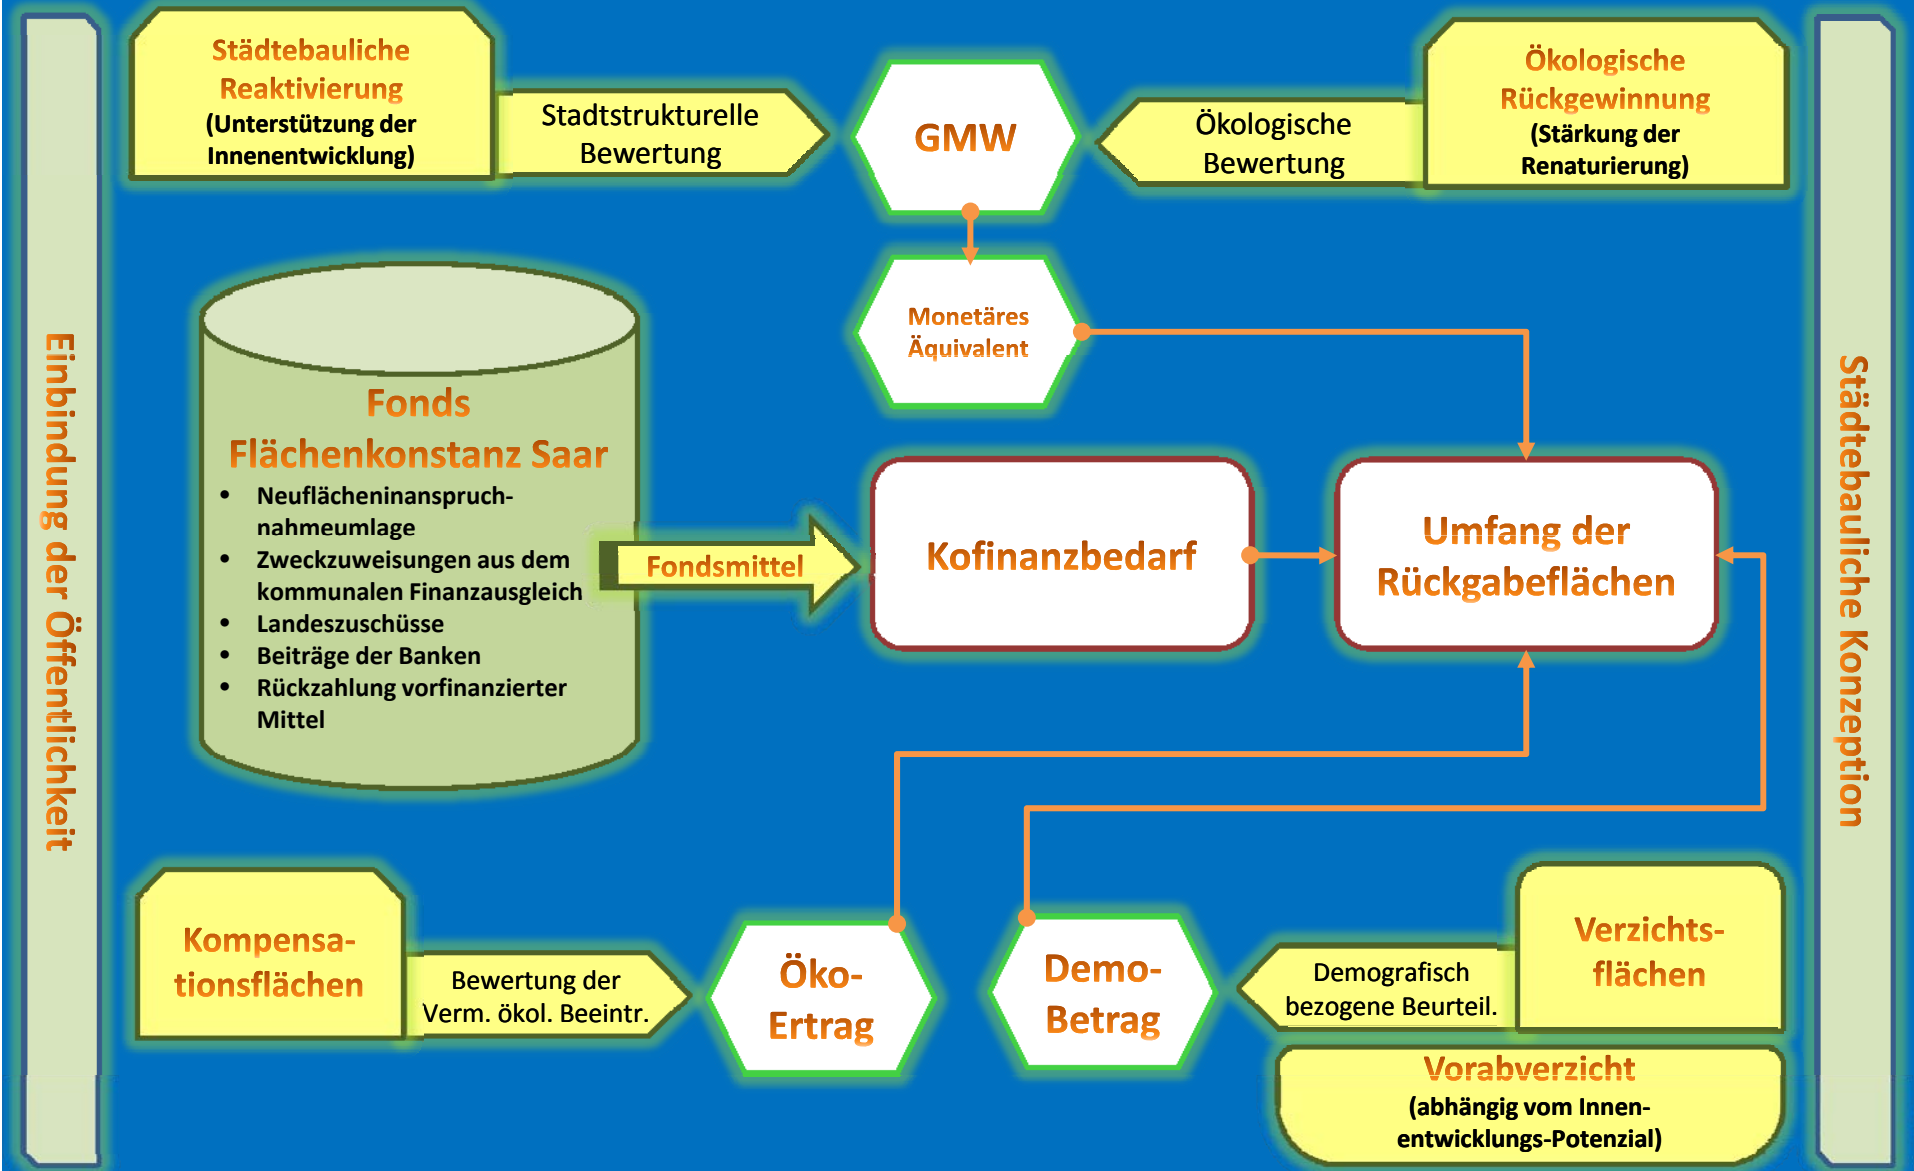 Einbindung der Öffentlichkeit
Städtebauliche
Reaktivierung
(Unterstützung der
Innenentwicklung)
Stadtstrukturelle
Bewertung
GMW
Ökologische
Bewertung
Ökologische
Rückgewinnung
(Stärkung der
Renaturierung)
Monetäres
Äquivalent
Fonds
Flächenkonstanz Saar
• Neuflächeninanspruch-
nahmeumlage
• Zweckzuweisungen aus dem
kommunalen Finanzausgleich
• Landeszuschüsse
• Beiträge der Banken
• Rückzahlung vorfinanzierter
Mittel
Fondsmittel
Kofinanzbedarf
Umfang der
Rückgabeflächen
Kompensa-
tionsflächen
Bewertung der
Verm. ökol. Beeintr.
Öko-
Ertrag
Demo-
Betrag
Demografisch
bezogene Beurteil.
Verzichts-
flächen
Vorabverzicht
(abhängig vom Innen-
entwicklungs-Potenzial)
Städtebauliche Konzeption